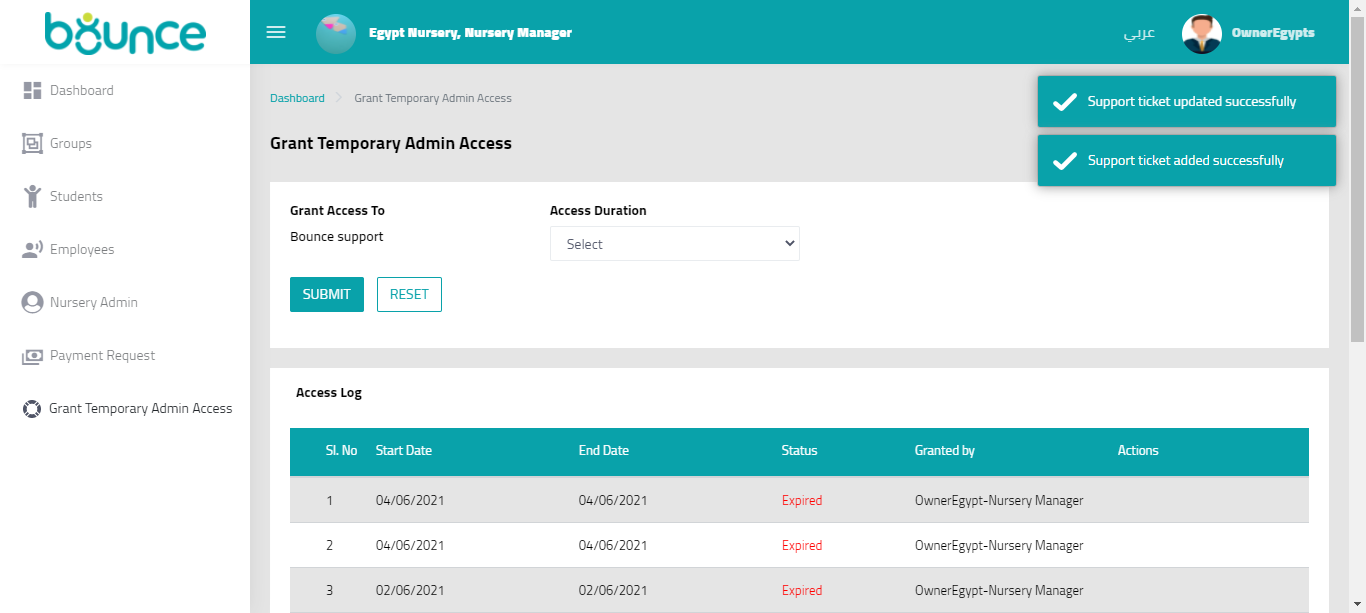 bounce
Egypt Nursery, Nursery Manager
عربي
OwnerEgypts
Dashboard
Groups
Students
Employees
Nursery Admin
Payment Request
Grant Temporary Admin Access
Dashboard
Grant Temporary Admin Access
Support ticket updated successfully
Support ticket added successfully
Grant Temporary Admin Access
Grant Access To
Access Duration
Bounce support
Select
SUBMIT
RESET
Access Log
Sl. No Start Date End Date Status Granted by Actions
1 04/06/2021 04/06/2021 Expired OwnerEgypt-Nursery Manager
2 04/06/2021 04/06/2021 Expired OwnerEgypt-Nursery Manager
3 02/06/2021 02/06/2021 Expired OwnerEgypt-Nursery Manager